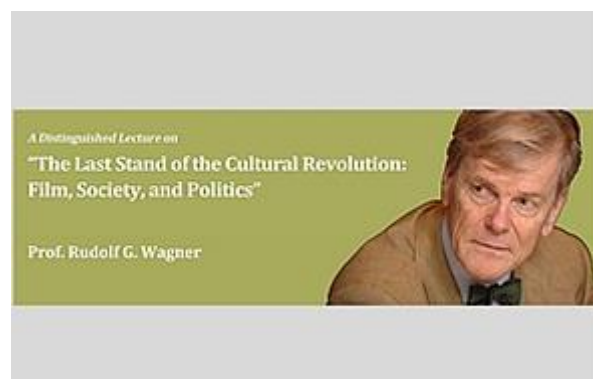 A Distinguished Lecture on
"The Last Stand of the Cultural Revolution:
Film, Society, and Politics"
Prof. Rudolf G. Wagner